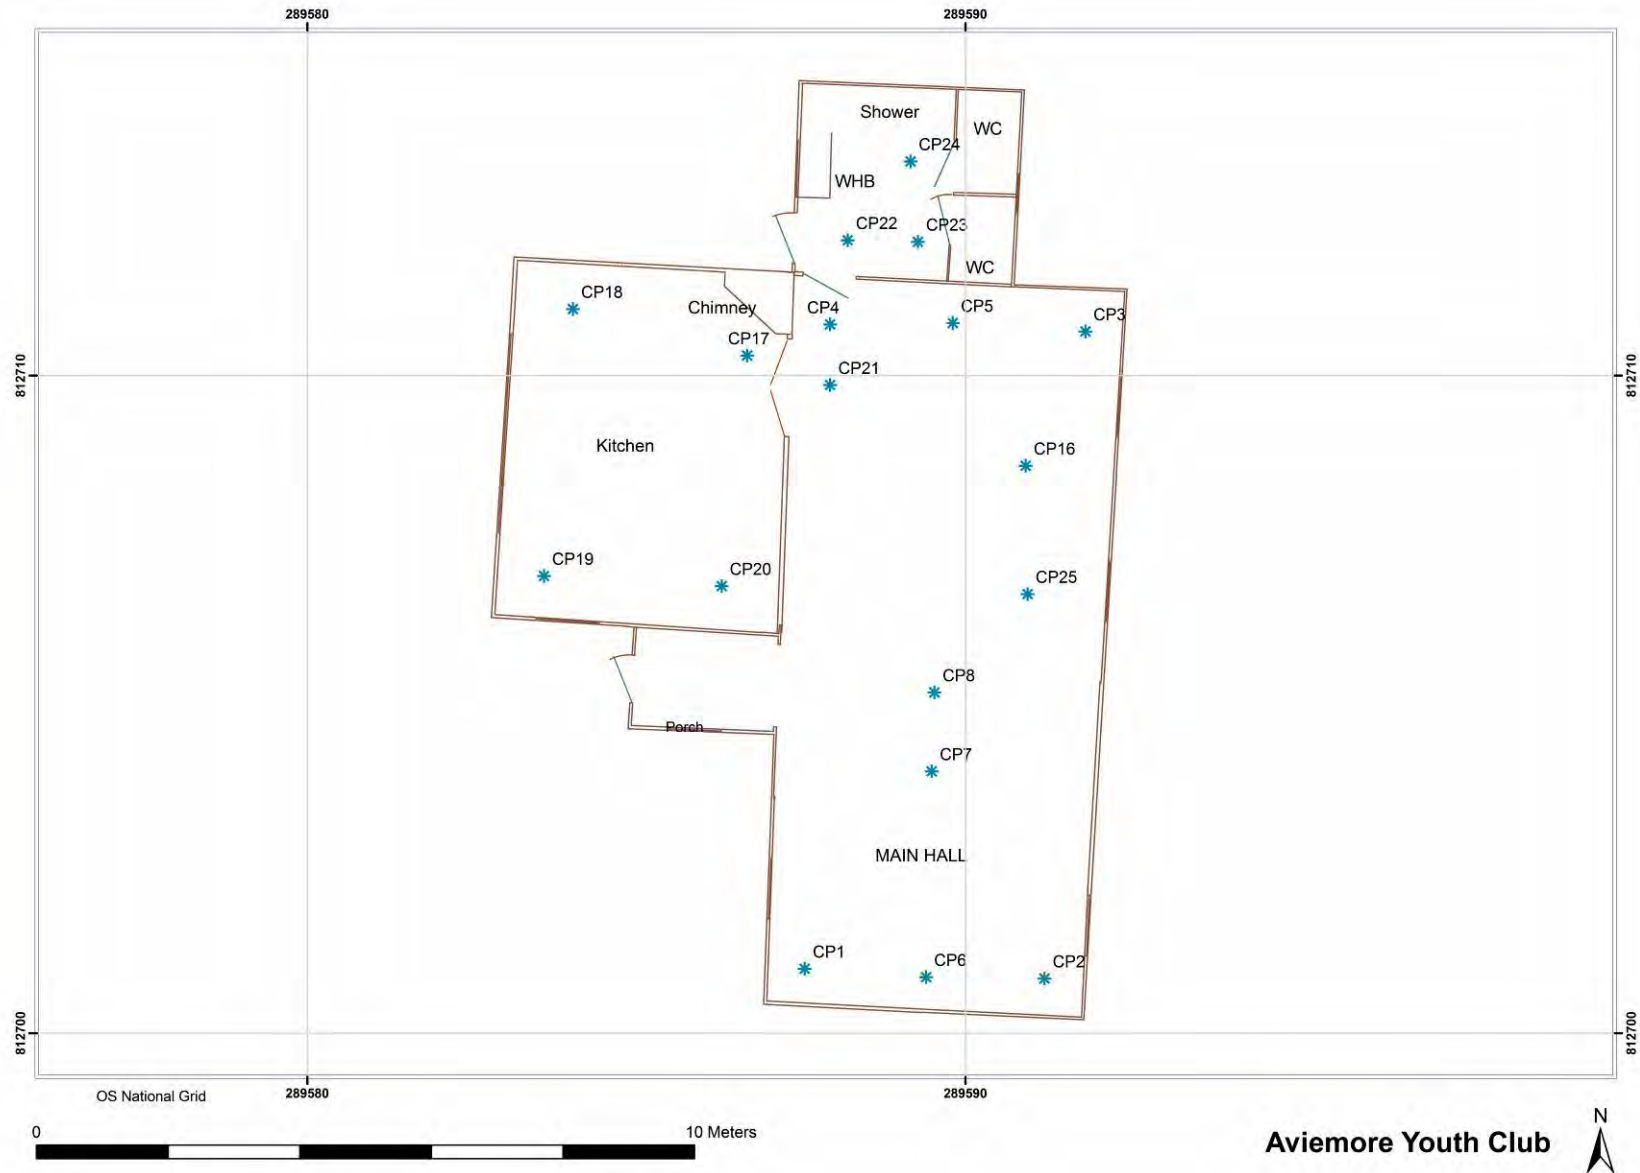 289580 289590
Shower
WC
CP24
WHB
CP22 CP23
WC
CP18
Chimney CP4 CP5 CP3
CP17
CP21
812710 812710
Kitchen
CP16
CP19
CP20
CP25
CP8
Porch
CP7
MAIN HALL
CP1 CP6 CP2
812700 812700
OS National Grid 289580 289590
0 10 Meters
Aviemore Youth Club
N